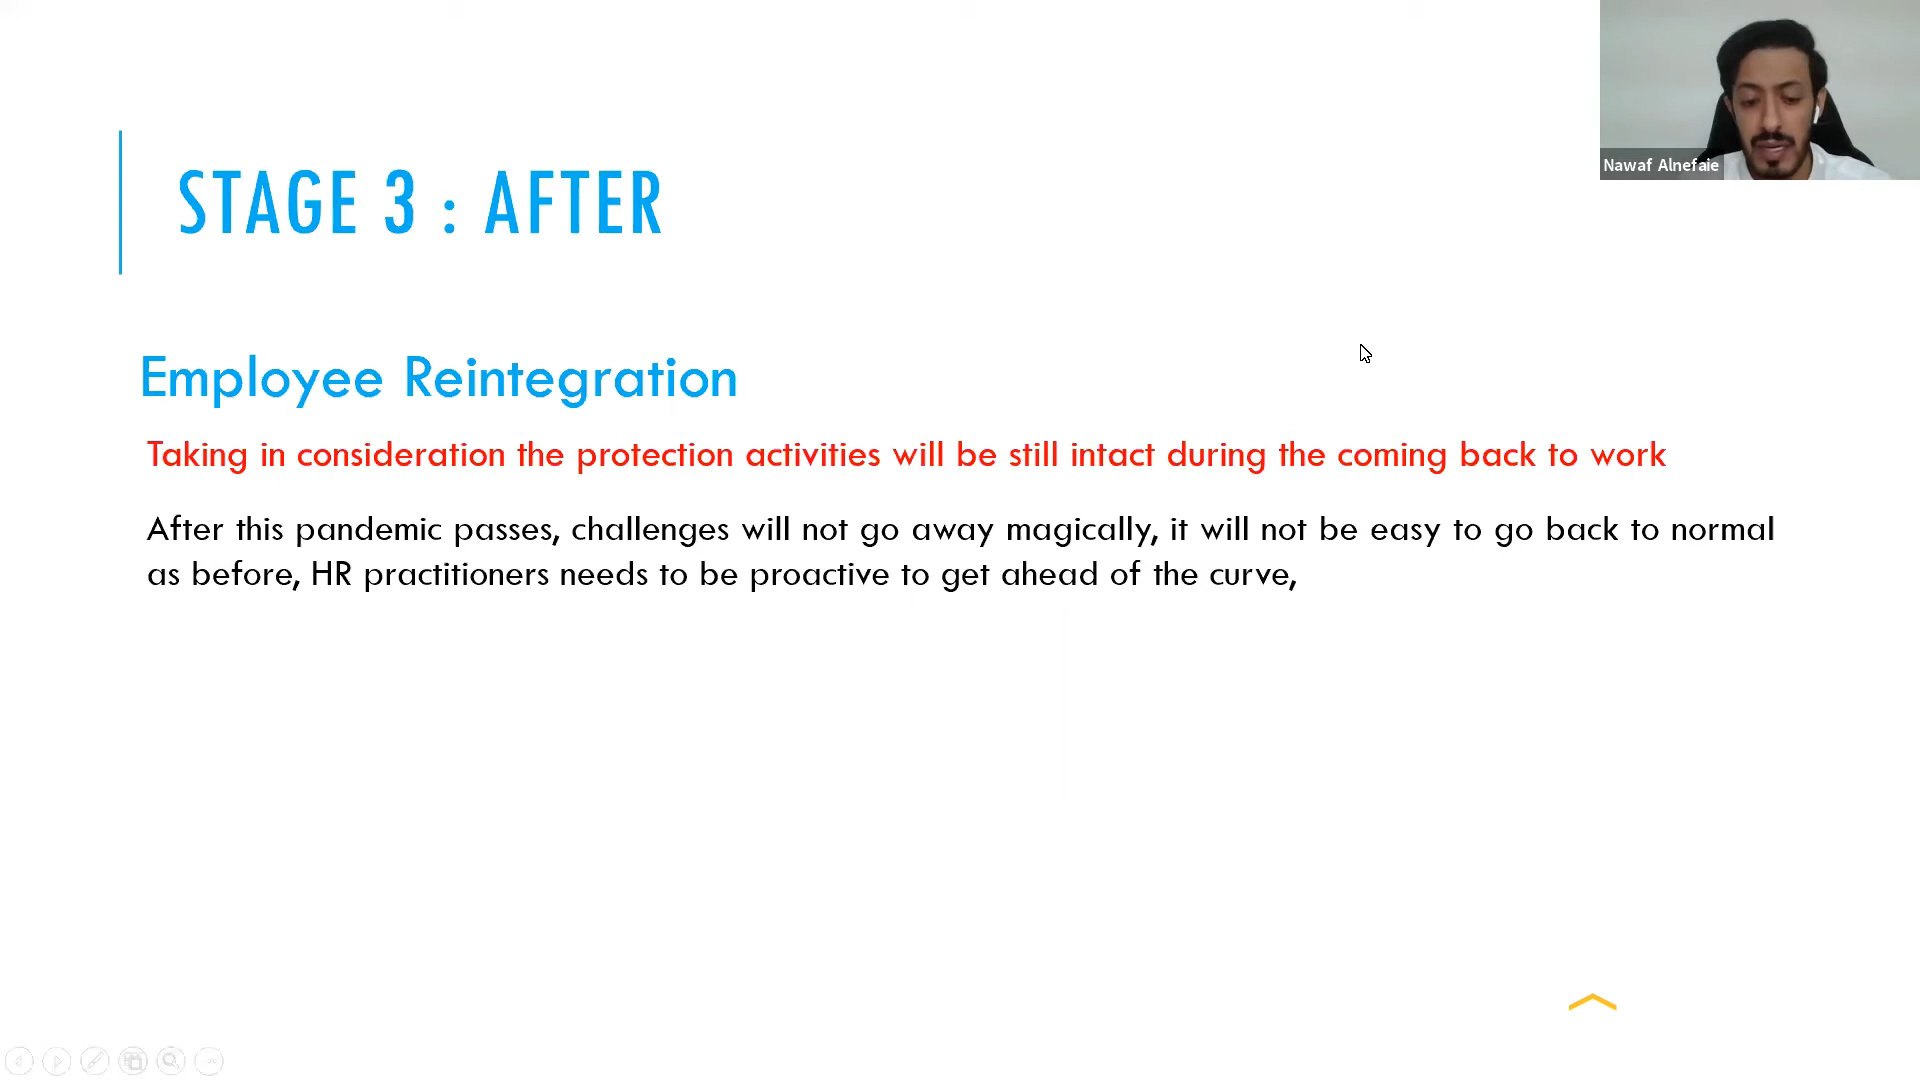 STAGE 3 : AFTER
Nawaf Alnefaie
Employee Reintegration
Taking in consideration the protection activities will be still intact during the coming back to work
After this pandemic passes, challenges will not go away magically, it will not be easy to go back to normal
as before, HR practitioners needs to be proactive to get ahead of the curve,